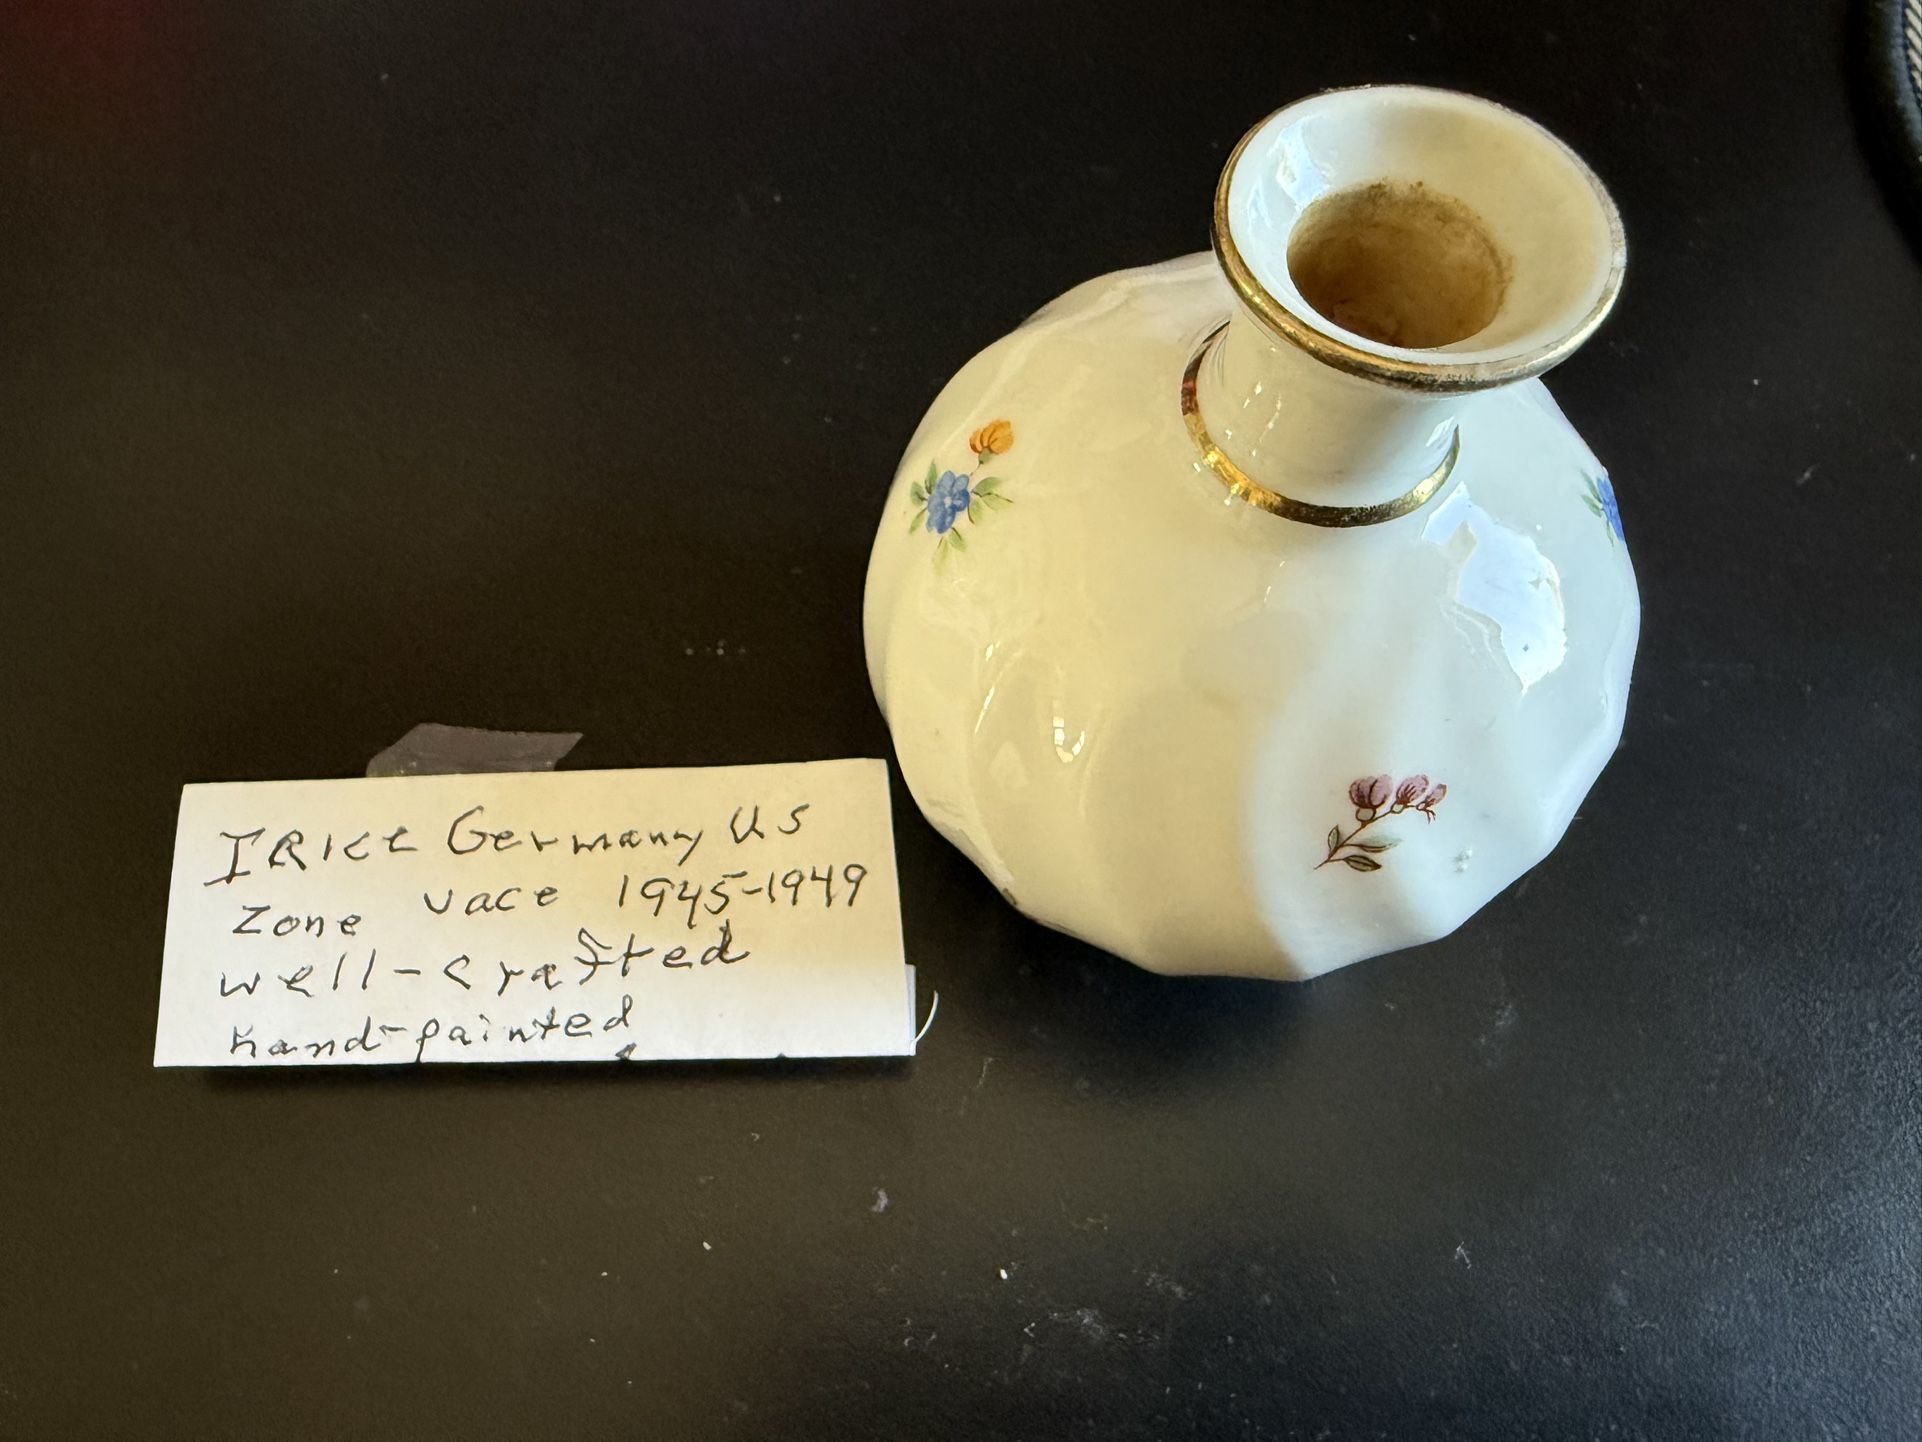 IRICE Germany US
Zone vace 1945-1949
well-crafted
hand-painted